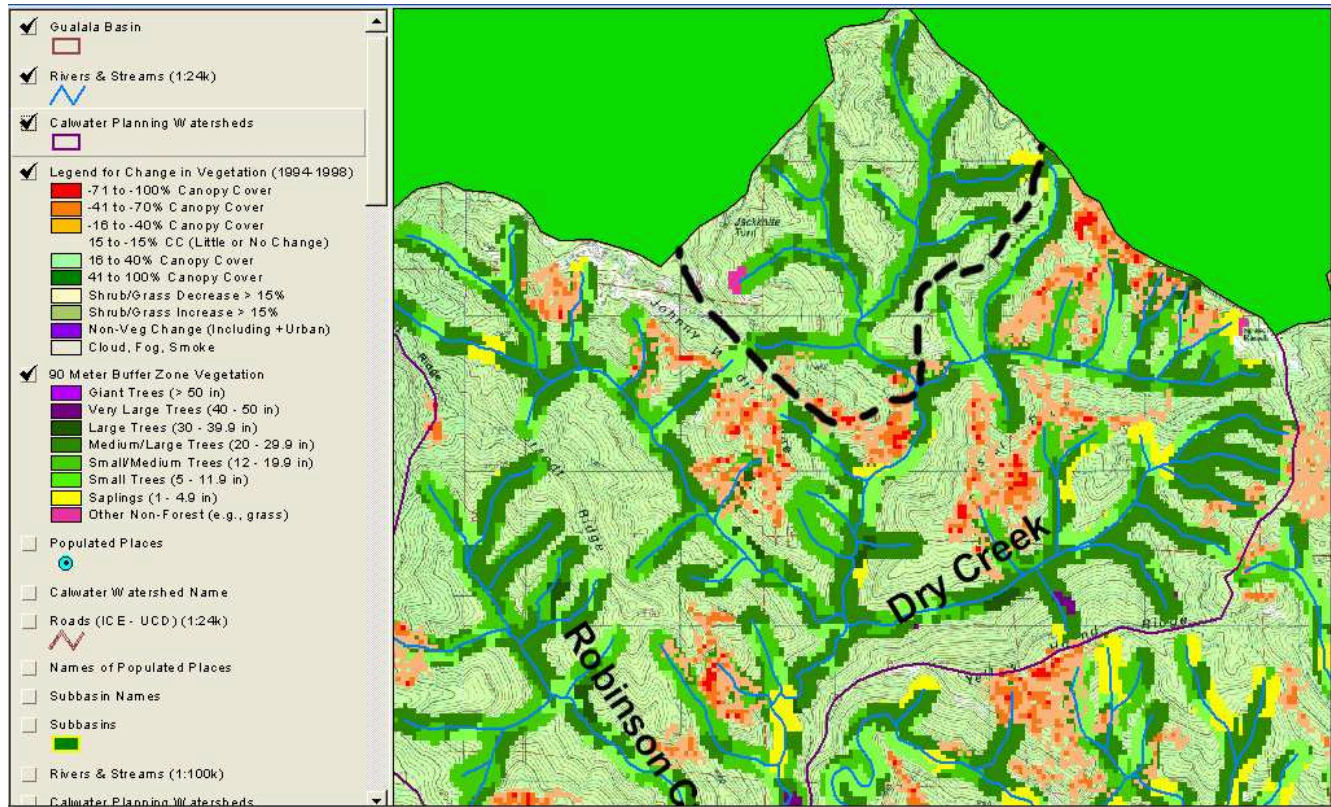 Gualala Basin
Rivers & Streams (1:24k)
Calwater Planning Watersheds
Legend for Change in Vegetation (1994-1998)
-71 to -100% Canopy Cover
-41 to -70% Canopy Cover
-16 to -40% Canopy Cover
15 to -15% CC (Little or No Change)
16 to 40% Canopy Cover
41 to 100% Canopy Cover
Shrub/Grass Decrease > 15%
Shrub/Grass Increase > 15%
Non-Veg Change (Including +Urban)
Cloud, Fog, Smoke
90 Meter Buffer Zone Vegetation
Giant Trees (> 50 in)
Very Large Trees (40 - 50 in)
Large Trees (30 - 39.9 in)
Medium/Large Trees (20 - 29.9 in)
Small/Medium Trees (12 - 19.9 in)
Small Trees (5 - 11.9 in)
Saplings (1 - 4.9 in)
Other Non-Forest (e.g., grass)
Populated Places
Calwater Watershed Name
Roads (ICE - UCD) (1:24k)
Names of Populated Places
Subbasin Names
Subbasins
Rivers & Streams (1:100k)
Calwater Planning Watersheds
Jackknife
Turn
Johnny
Ridge
Ridge
Ridge
Dry Creek
Robinson C